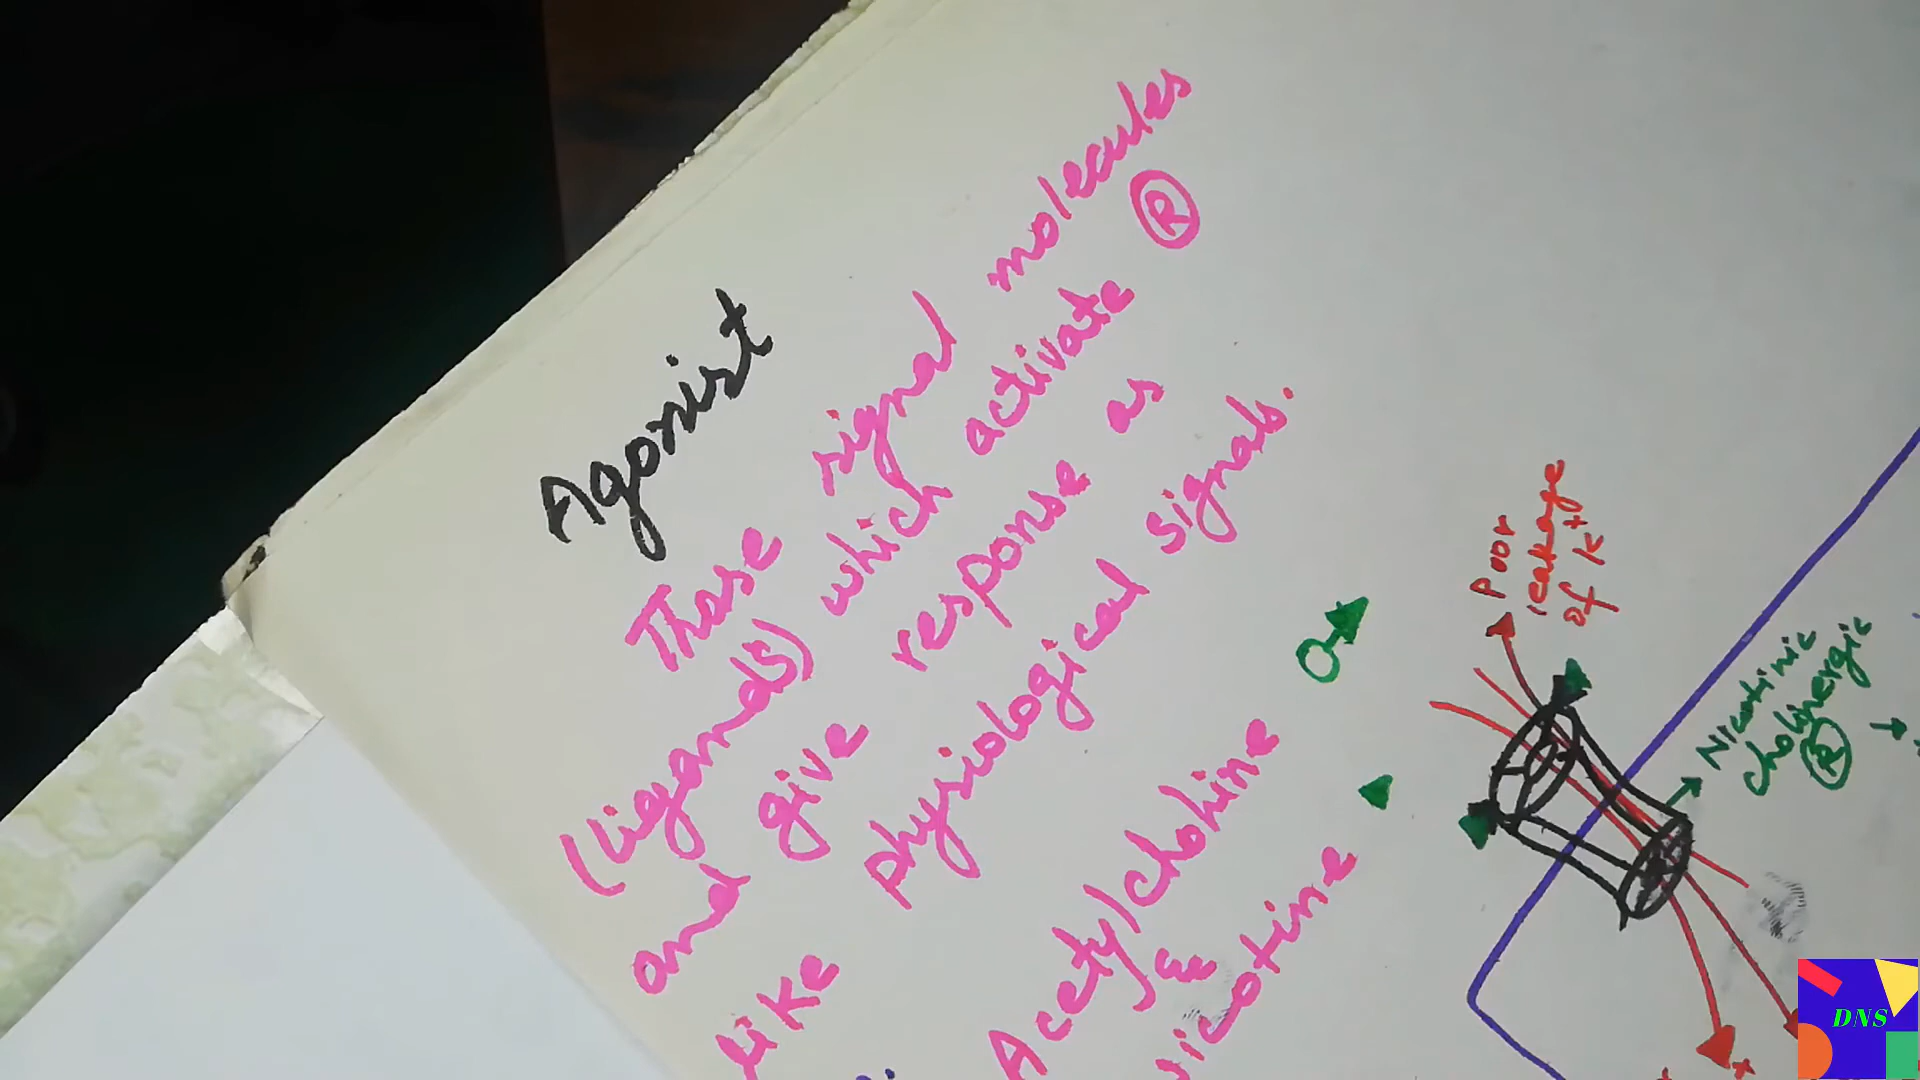 Agonist
Those signal molecules
(Ligands) which activate Ⓡ
and give response as
physiological signals.
like Acetylcholine
&
Nicotine
Poor
leakage
of K+
Nicotinic
cholinergic
Ⓡ
DNS